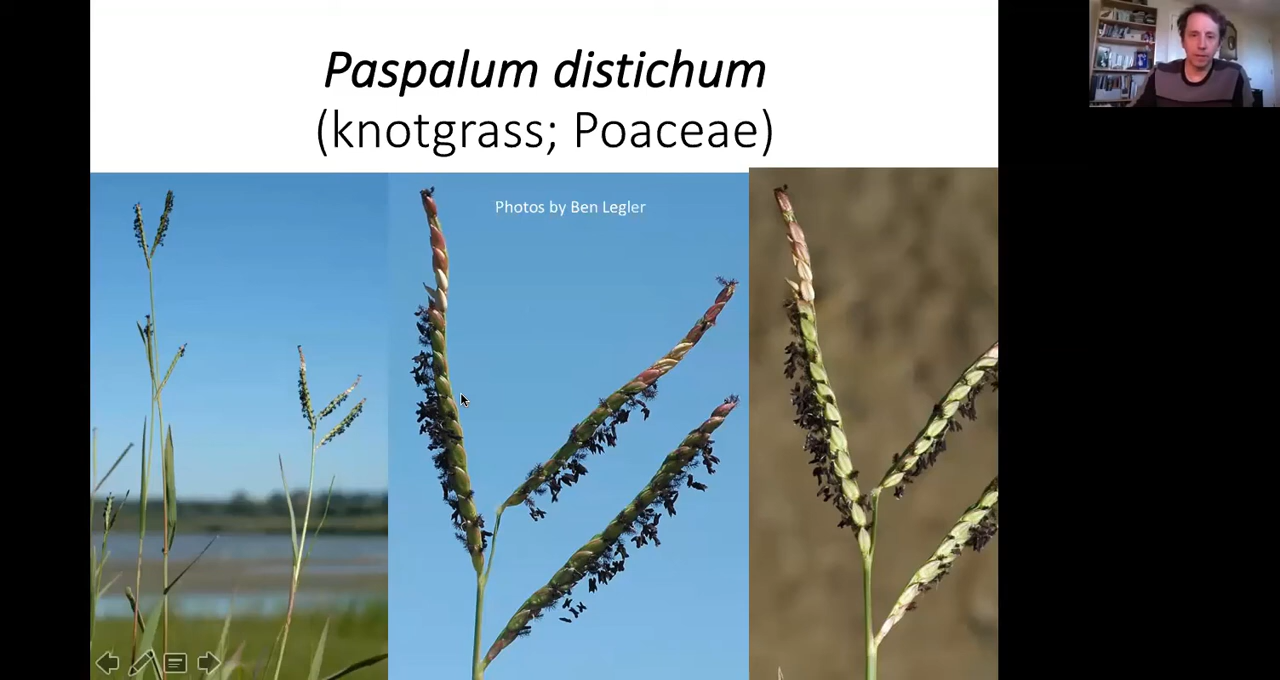 Paspalum distichum
(knotgrass; Poaceae)
Photos by Ben Legler